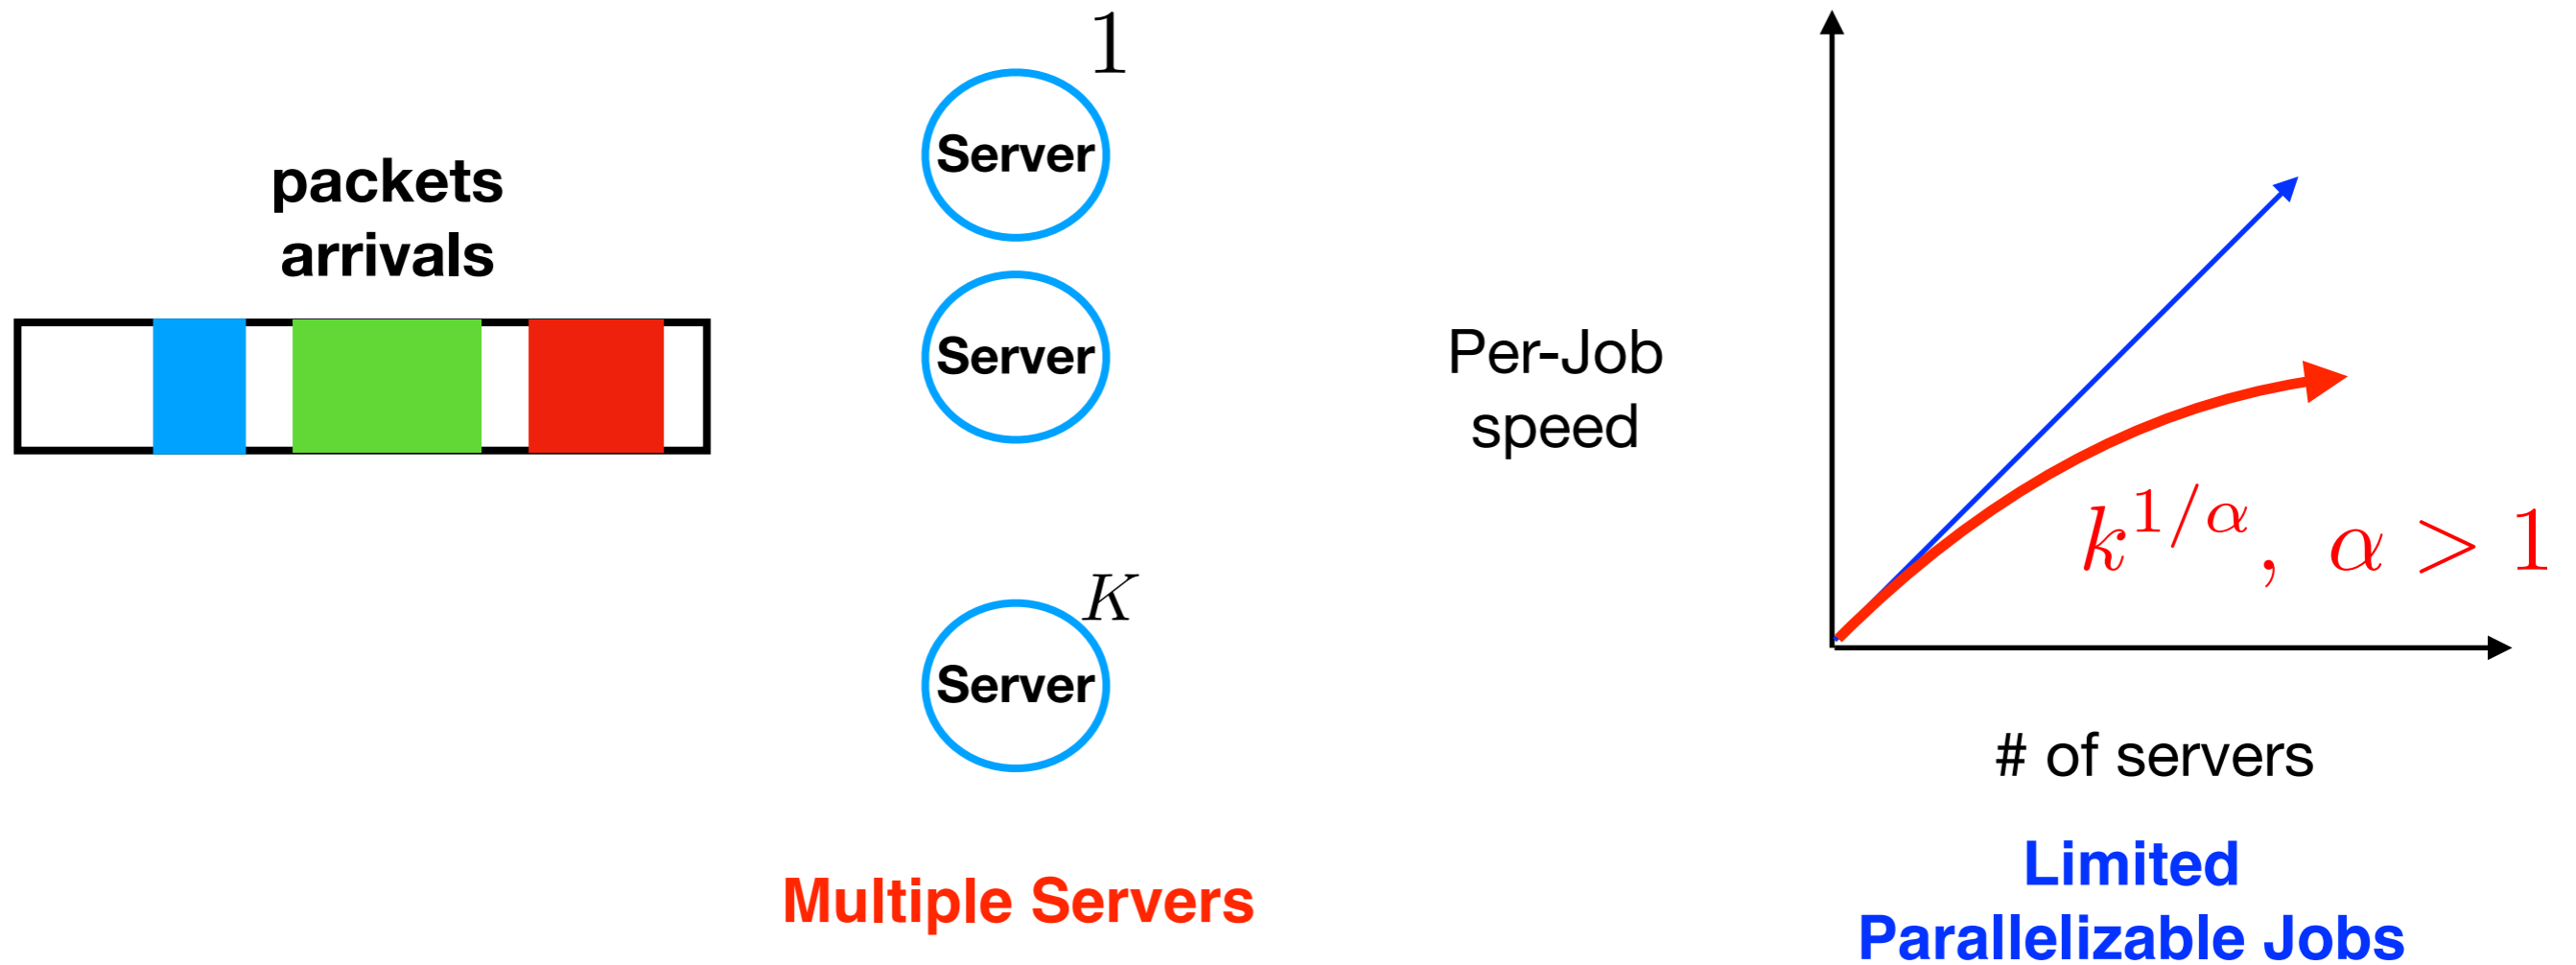 packets
arrivals
1
Server
Server
K
Server
Multiple Servers
Per-Job
speed
k^{1/α}, α > 1
# of servers
Limited
Parallelizable Jobs